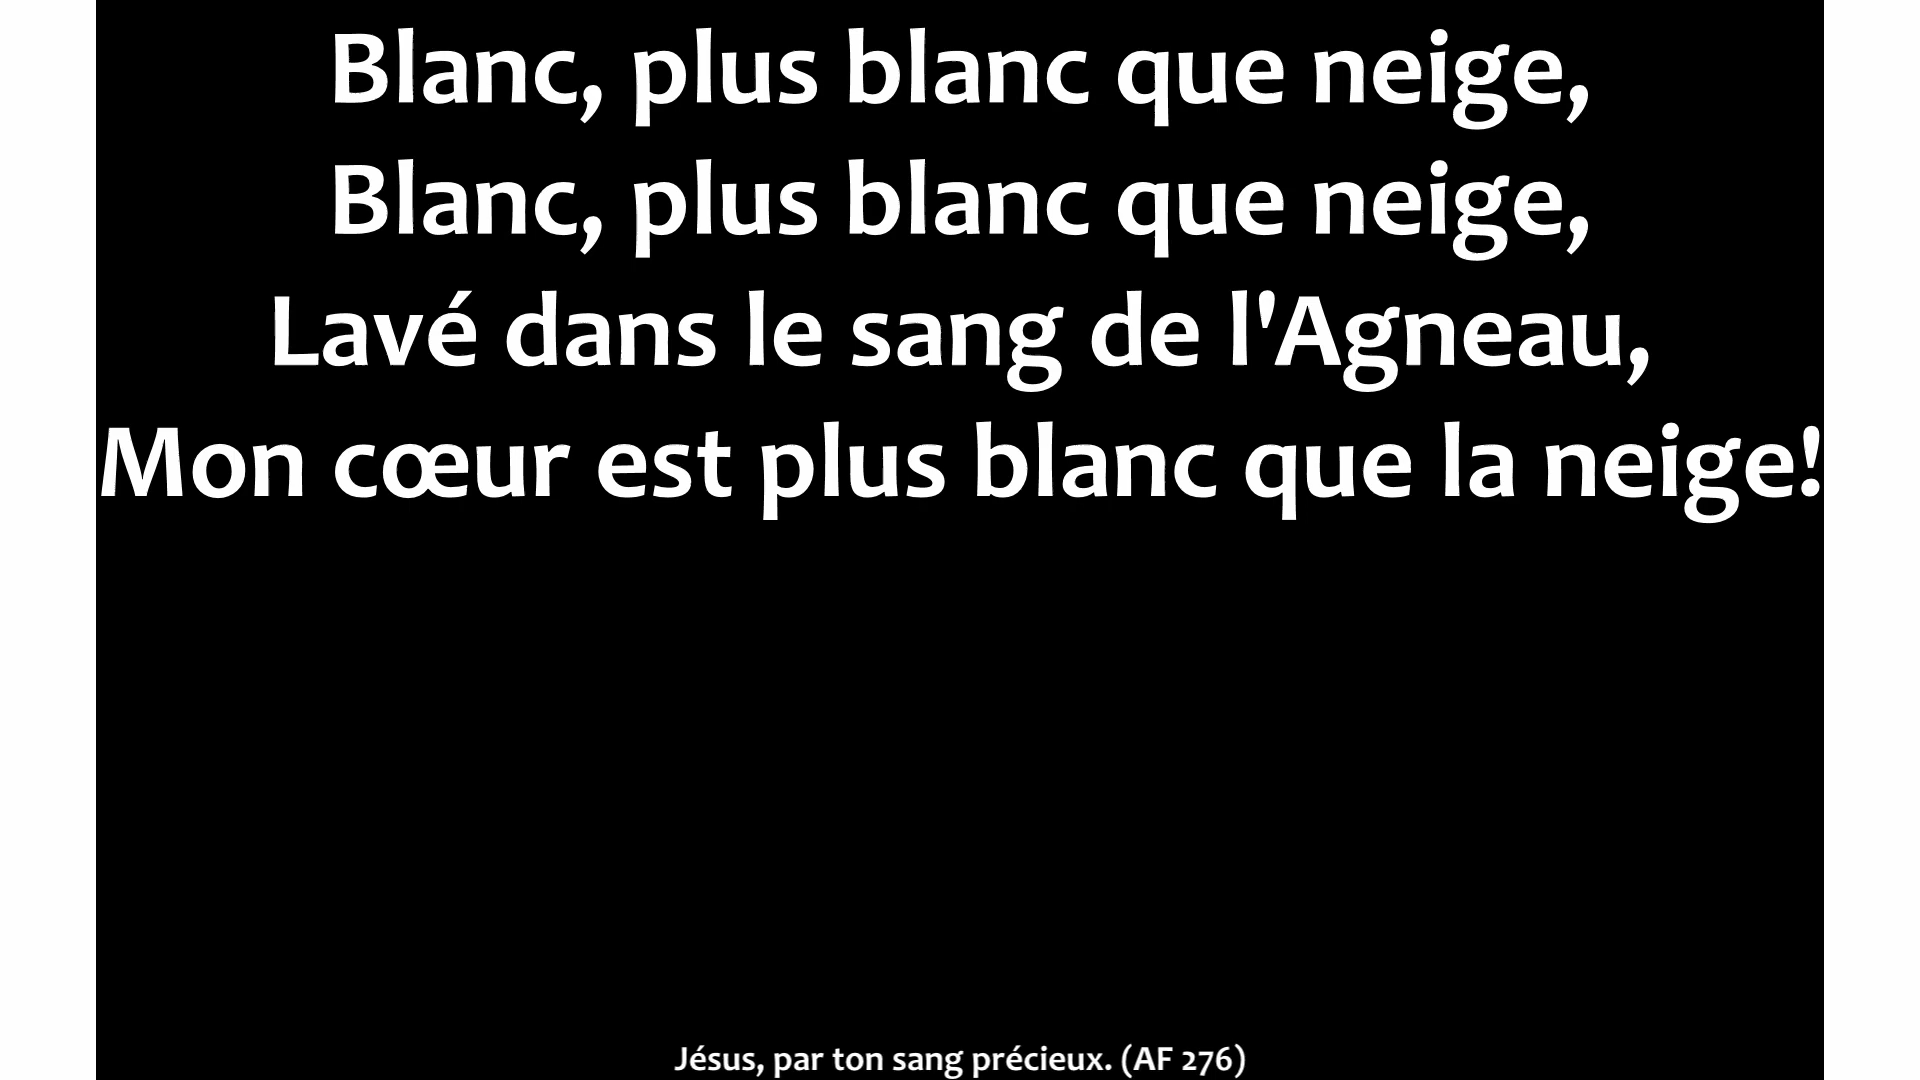 Blanc, plus blanc que neige,
Blanc, plus blanc que neige,
Lavé dans le sang de l'Agneau,
Mon cœur est plus blanc que la neige!
Jésus, par ton sang précieux. (AF 276)